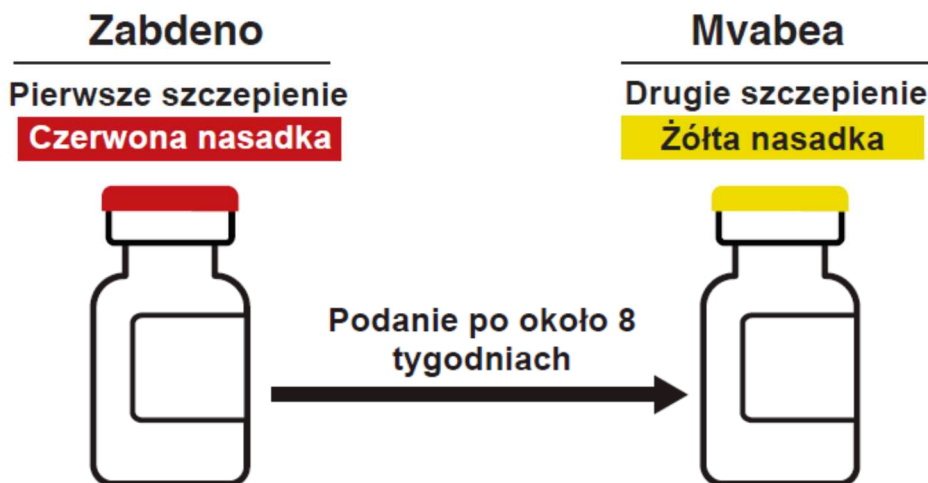 Zabdeno
Pierwsze szczepienie
Czerwona nasadka
Mvabea
Drugie szczepienie
Żółta nasadka
Podanie po około 8
tygodniach